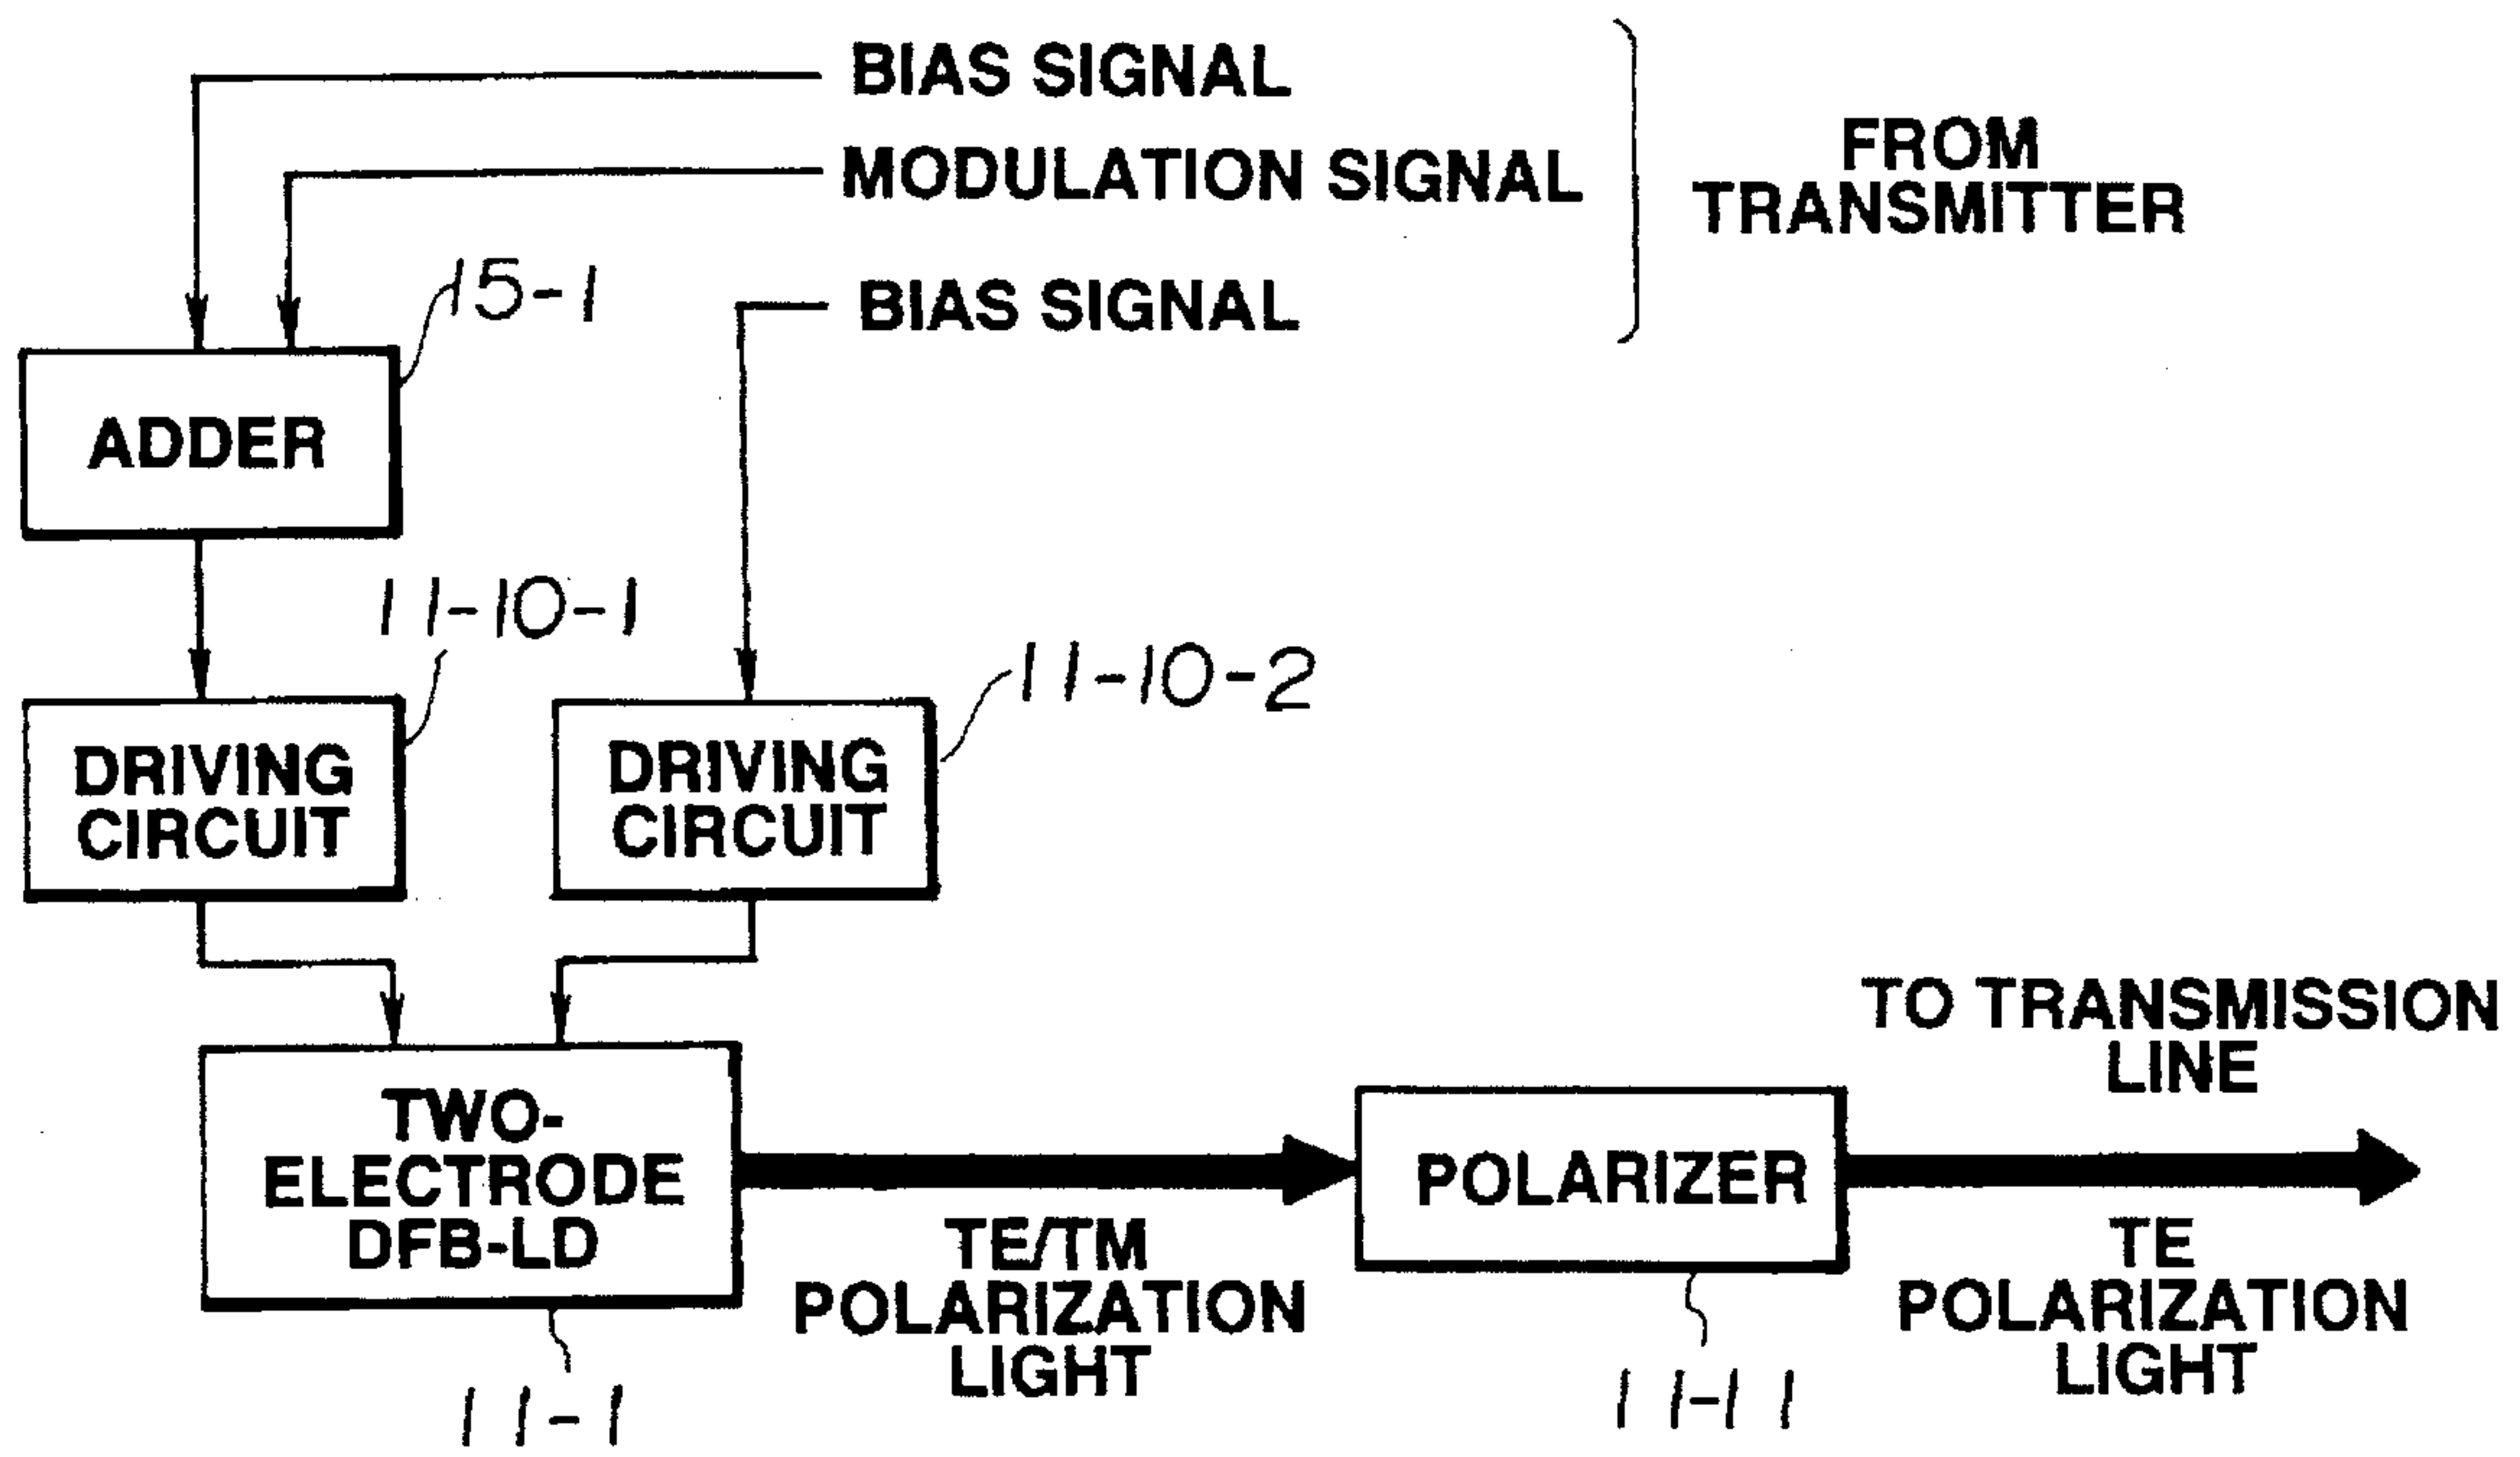 BIAS SIGNAL
MODULATION SIGNAL
FROM
TRANSMITTER
15-1
BIAS SIGNAL
ADDER
11-10-1
11-10-2
DRIVING
CIRCUIT
DRIVING
CIRCUIT
TO TRANSMISSION
LINE
TWO-
ELECTRODE
DFB-LD
POLARIZER
TE/TM
POLARIZATION
LIGHT
TE
POLARIZATION
LIGHT
11-1
11-11